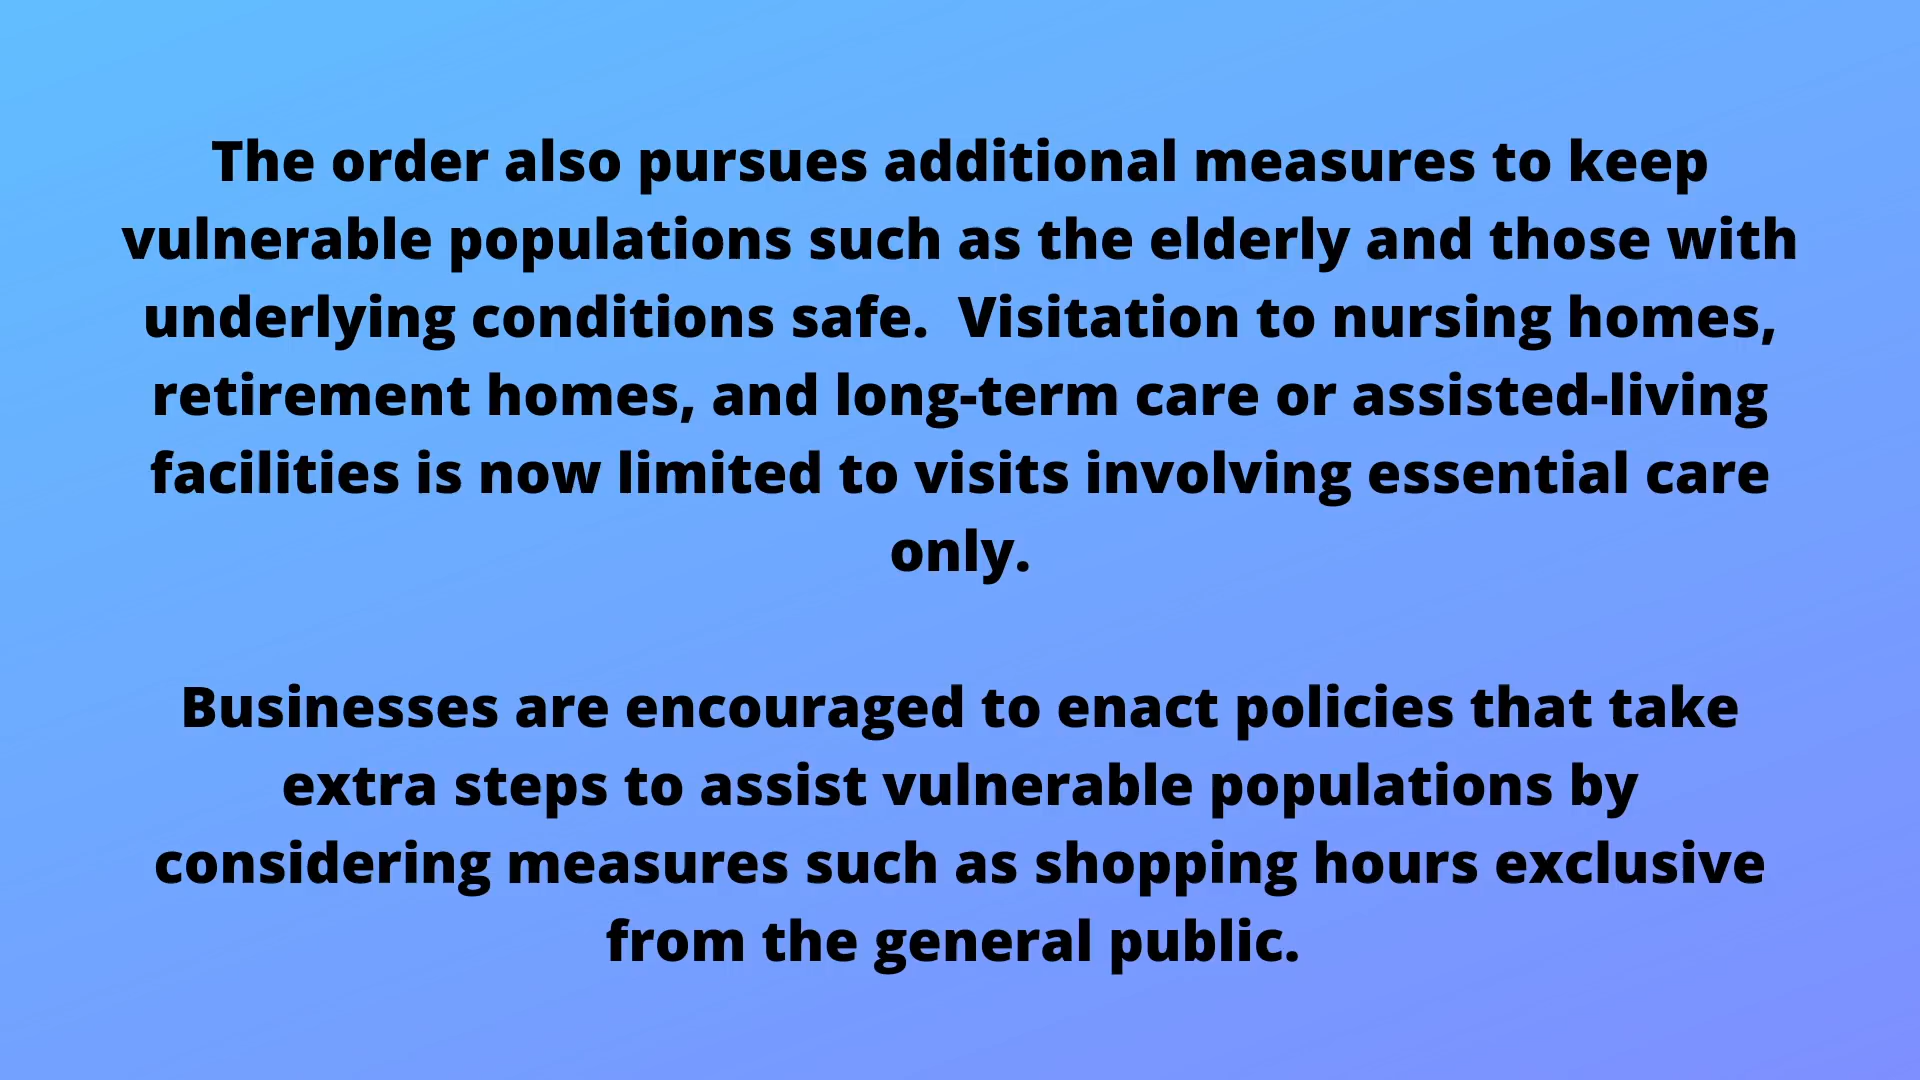 The order also pursues additional measures to keep
vulnerable populations such as the elderly and those with
underlying conditions safe.  Visitation to nursing homes,
retirement homes, and long-term care or assisted-living
facilities is now limited to visits involving essential care
only.
Businesses are encouraged to enact policies that take
extra steps to assist vulnerable populations by
considering measures such as shopping hours exclusive
from the general public.